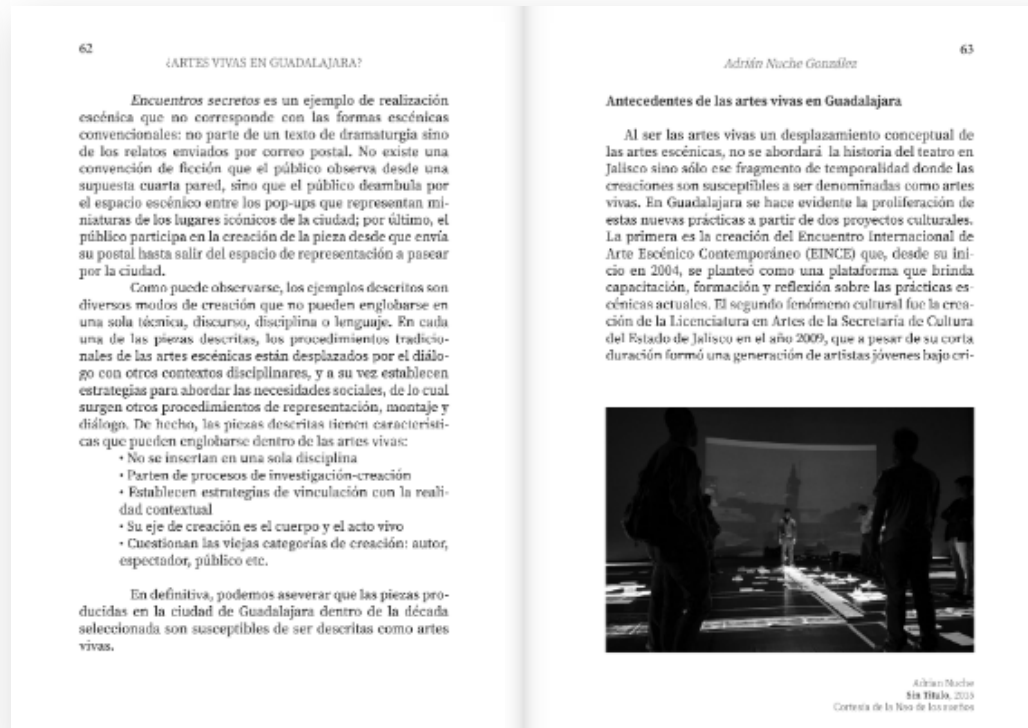 62
¿ARTES VIVAS EN GUADALAJARA?
Encuentros secretos es un ejemplo de realización
escénica que no corresponde con las formas escénicas
convencionales: no parte de un texto de dramaturgia sino
de los relatos enviados por correo postal. No existe una
convención de ficción que el público observa desde una
supuesta cuarta pared, sino que el público deambula por
el espacio escénico entre los pop-ups que representan mi-
niaturas de los lugares icónicos de la ciudad; por último, el
público participa en la creación de la pieza desde que envía
su postal hasta salir del espacio de representación a pasear
por la ciudad.
Como puede observarse, los ejemplos descritos son
diversos modos de creación que no pueden englobarse en
una sola técnica, discurso, disciplina o lenguaje. En cada
una de las piezas descritas, los procedimientos tradicio-
nales de las artes escénicas están desplazados por el diálo-
go con otros contextos disciplinares, y a su vez establecen
estrategias para abordar las necesidades sociales, de lo cual
surgen otros procedimientos de representación, montaje y
diálogo. De hecho, las piezas descritas tienen característi-
cas que pueden englobarse dentro de las artes vivas:
• No se insertan en una sola disciplina
• Parten de procesos de investigación-creación
• Establecen estrategias de vinculación con la reali-
dad contextual
• Su eje de creación es el cuerpo y el acto vivo
• Cuestionan las viejas categorías de creación: autor,
espectador, público etc.
En definitiva, podemos aseverar que las piezas pro-
ducidas en la ciudad de Guadalajara dentro de la década
seleccionada son susceptibles de ser descritas como artes
vivas.
63
Adrián Nuche González
Antecedentes de las artes vivas en Guadalajara
Al ser las artes vivas un desplazamiento conceptual de
las artes escénicas, no se abordará la historia del teatro en
Jalisco sino sólo ese fragmento de temporalidad donde las
creaciones son susceptibles a ser denominadas como artes
vivas. En Guadalajara se hace evidente la proliferación de
estas nuevas prácticas a partir de dos proyectos culturales.
La primera es la creación del Encuentro Internacional de
Arte Escénico Contemporáneo (EINCE) que, desde su ini-
cio en 2004, se planteó como una plataforma que brinda
capacitación, formación y reflexión sobre las prácticas es-
cénicas actuales. El segundo fenómeno cultural fue la crea-
ción de la Licenciatura en Artes de la Secretaría de Cultura
del Estado de Jalisco en el año 2009, que a pesar de su corta
duración formó una generación de artistas jóvenes bajo cri-
Adrian Nuche
Sin Título, 2015
Cortesía de la Nao de los sueños